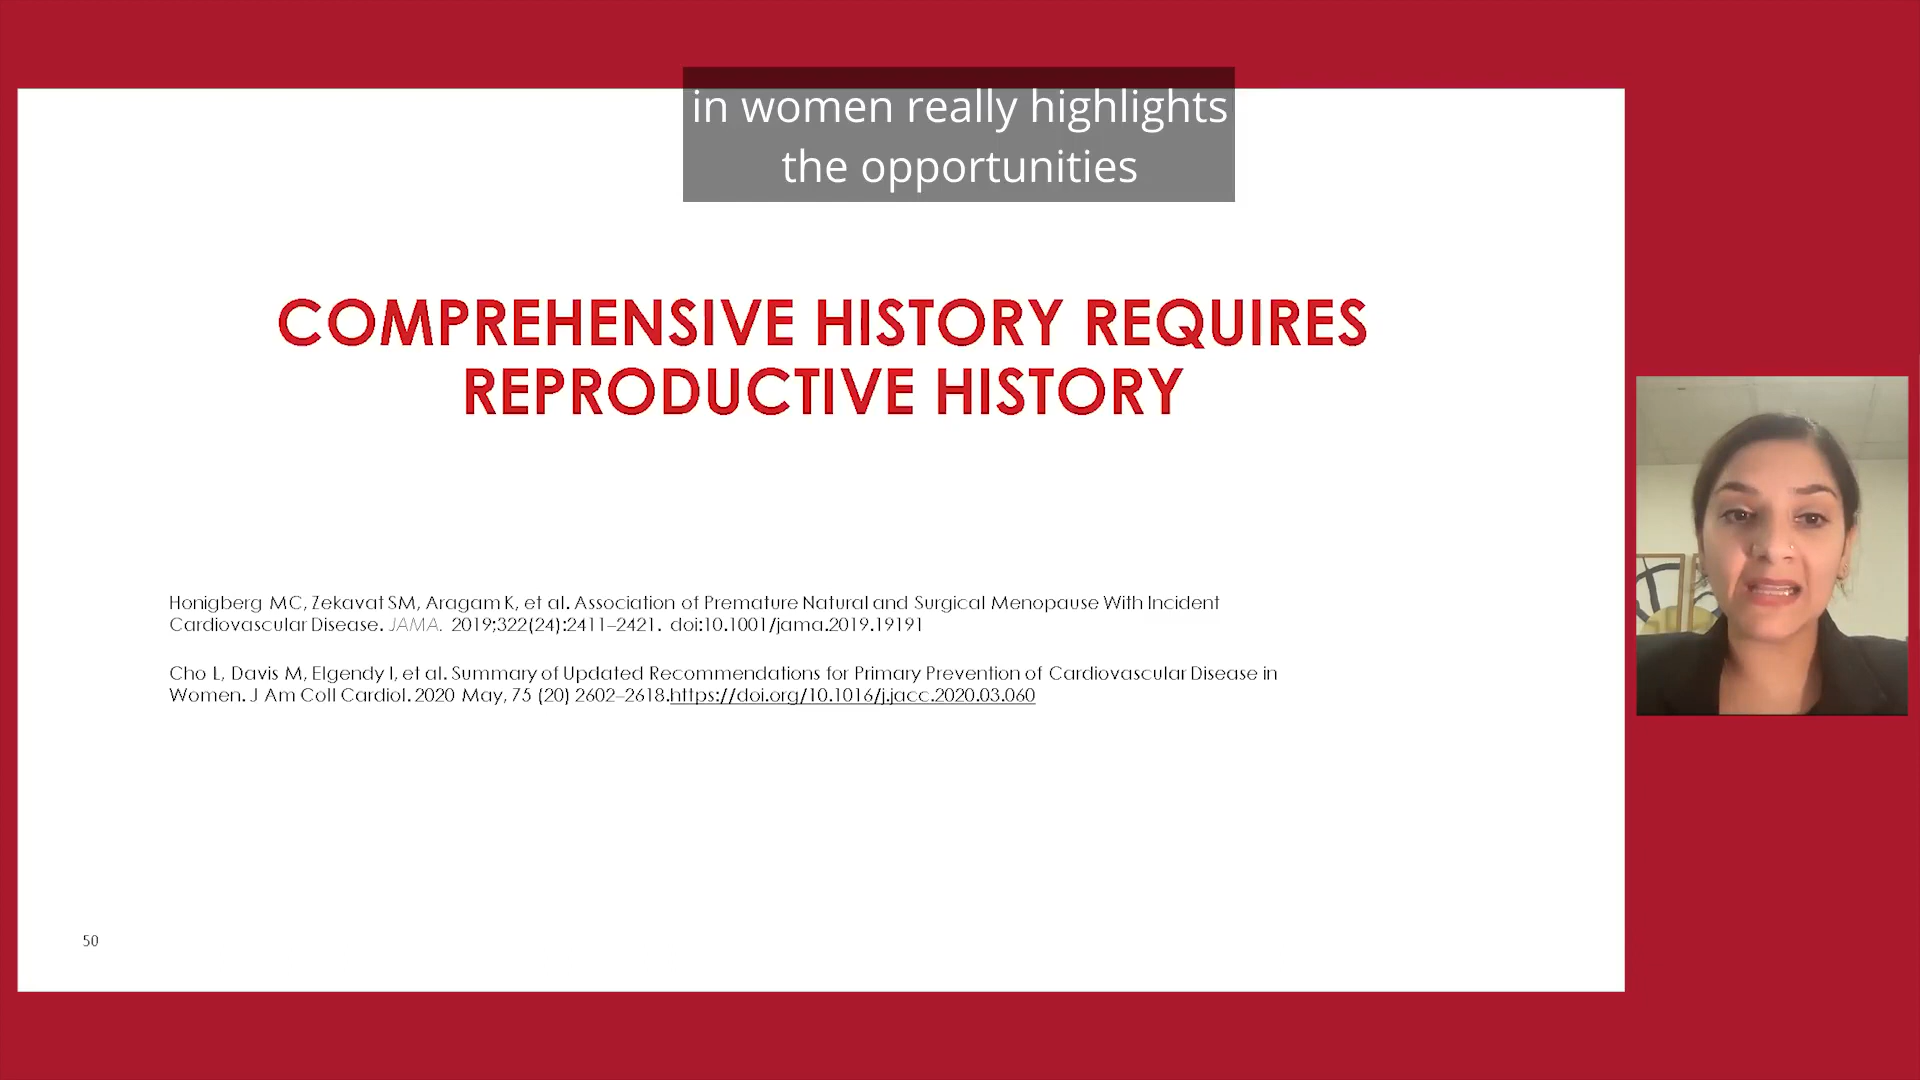 in women really highlights
the opportunities
COMPREHENSIVE HISTORY REQUIRES
REPRODUCTIVE HISTORY
Honigberg MC, Zekavat SM, Aragam K, et al. Association of Premature Natural and Surgical Menopause With Incident
Cardiovascular Disease. JAMA. 2019;322(24):2411–2421. doi:10.1001/jama.2019.19191
Cho L, Davis M, Elgendy I, et al. Summary of Updated Recommendations for Primary Prevention of Cardiovascular Disease in
Women. J Am Coll Cardiol. 2020 May, 75 (20) 2602–2618.https://doi.org/10.1016/j.jacc.2020.03.060
50